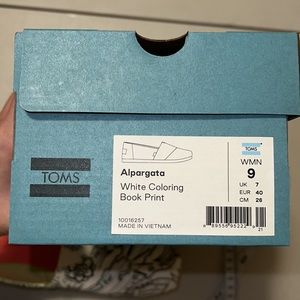 TOMS
Alpargata
White Coloring
Book Print
10016257
MADE IN VIETNAM
TOMS
WMN
9
UK 7
EUR 40
CM 26